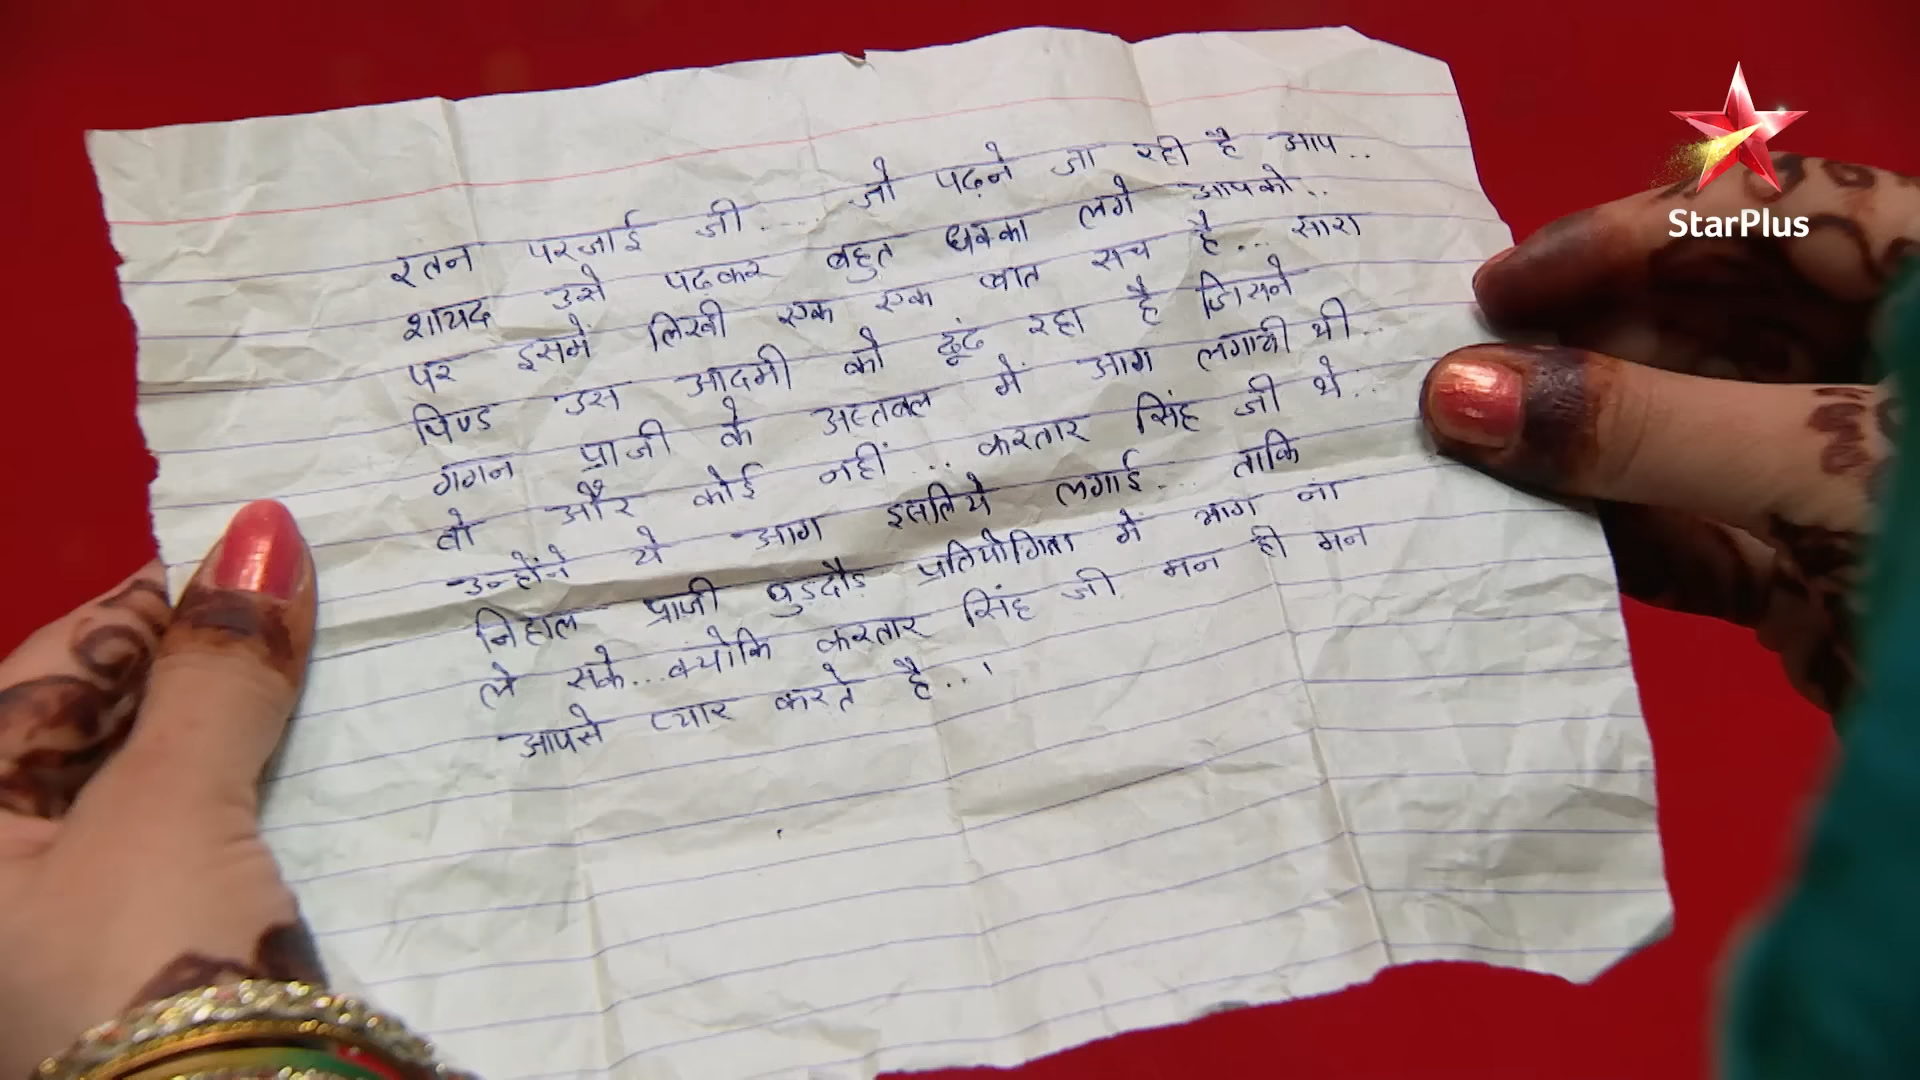 रतन परजाई जी.... जो पढ़ने जा रही है आप..
शायद उसे पढकर बहुत धक्का लगे आपको..
पर इसमें लिखी एक एक बात सच है... सारा
पिण्ड उस आदमी को ढूंढ रहा है जिसने
गगन प्राजी के अस्तबल में आग लगायी थी..
वो और कोई नहीं... करतार सिंह जी थे..
उन्होंने ये आग इसलिये लगाई... ताकि
निहाल प्राजी घुड़दौड़ प्रतियोगिता में भाग ना
ले सके...क्योकि करतार सिंह जी मन ही मन
आपसे प्यार करते है...'
StarPlus